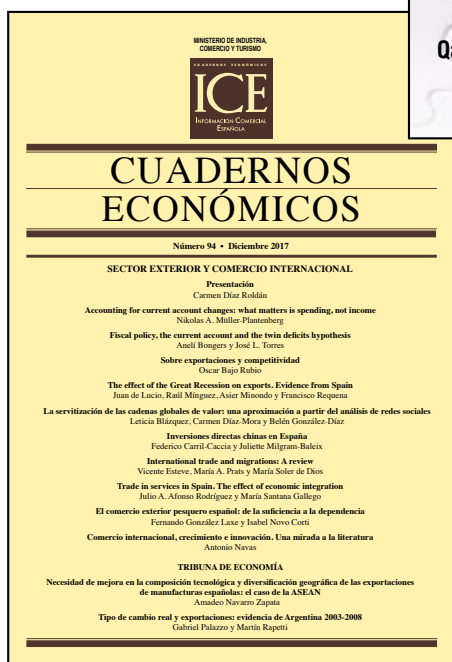 Qa
MINISTERIO DE INDUSTRIA,
COMERCIO Y TURISMO
CUADERNOS ECONÓMICOS
ICE
INFORMACIÓN COMERCIAL
ESPAÑOLA
CUADERNOS
ECONÓMICOS
Número 94 • Diciembre 2017
SECTOR EXTERIOR Y COMERCIO INTERNACIONAL
Presentación
Carmen Díaz Roldán
Accounting for current account changes: what matters is spending, not income
Nikolas A. Müller-Plantenberg
Fiscal policy, the current account and the twin deficits hypothesis
Anelí Bongers y José L. Torres
Sobre exportaciones y competitividad
Oscar Bajo Rubio
The effect of the Great Recession on exports. Evidence from Spain
Juan de Lucio, Raúl Mínguez, Asier Minondo y Francisco Requena
La servitización de las cadenas globales de valor: una aproximación a partir del análisis de redes sociales
Leticia Blázquez, Carmen Díaz-Mora y Belén González-Díaz
Inversiones directas chinas en España
Federico Carril-Caccia y Juliette Milgram-Baleix
International trade and migrations: A review
Vicente Esteve, María A. Prats y María Soler de Dios
Trade in services in Spain. The effect of economic integration
Julio A. Afonso Rodríguez y María Santana Gallego
El comercio exterior pesquero español: de la suficiencia a la dependencia
Fernando González Laxe y Isabel Novo Corti
Comercio internacional, crecimiento e innovación. Una mirada a la literatura
Antonio Navas
TRIBUNA DE ECONOMÍA
Necesidad de mejora en la composición tecnológica y diversificación geográfica de las exportaciones
de manufacturas españolas: el caso de la ASEAN
Amadeo Navarro Zapata
Tipo de cambio real y exportaciones: evidencia de Argentina 2003-2008
Gabriel Palazzo y Martín Rapetti